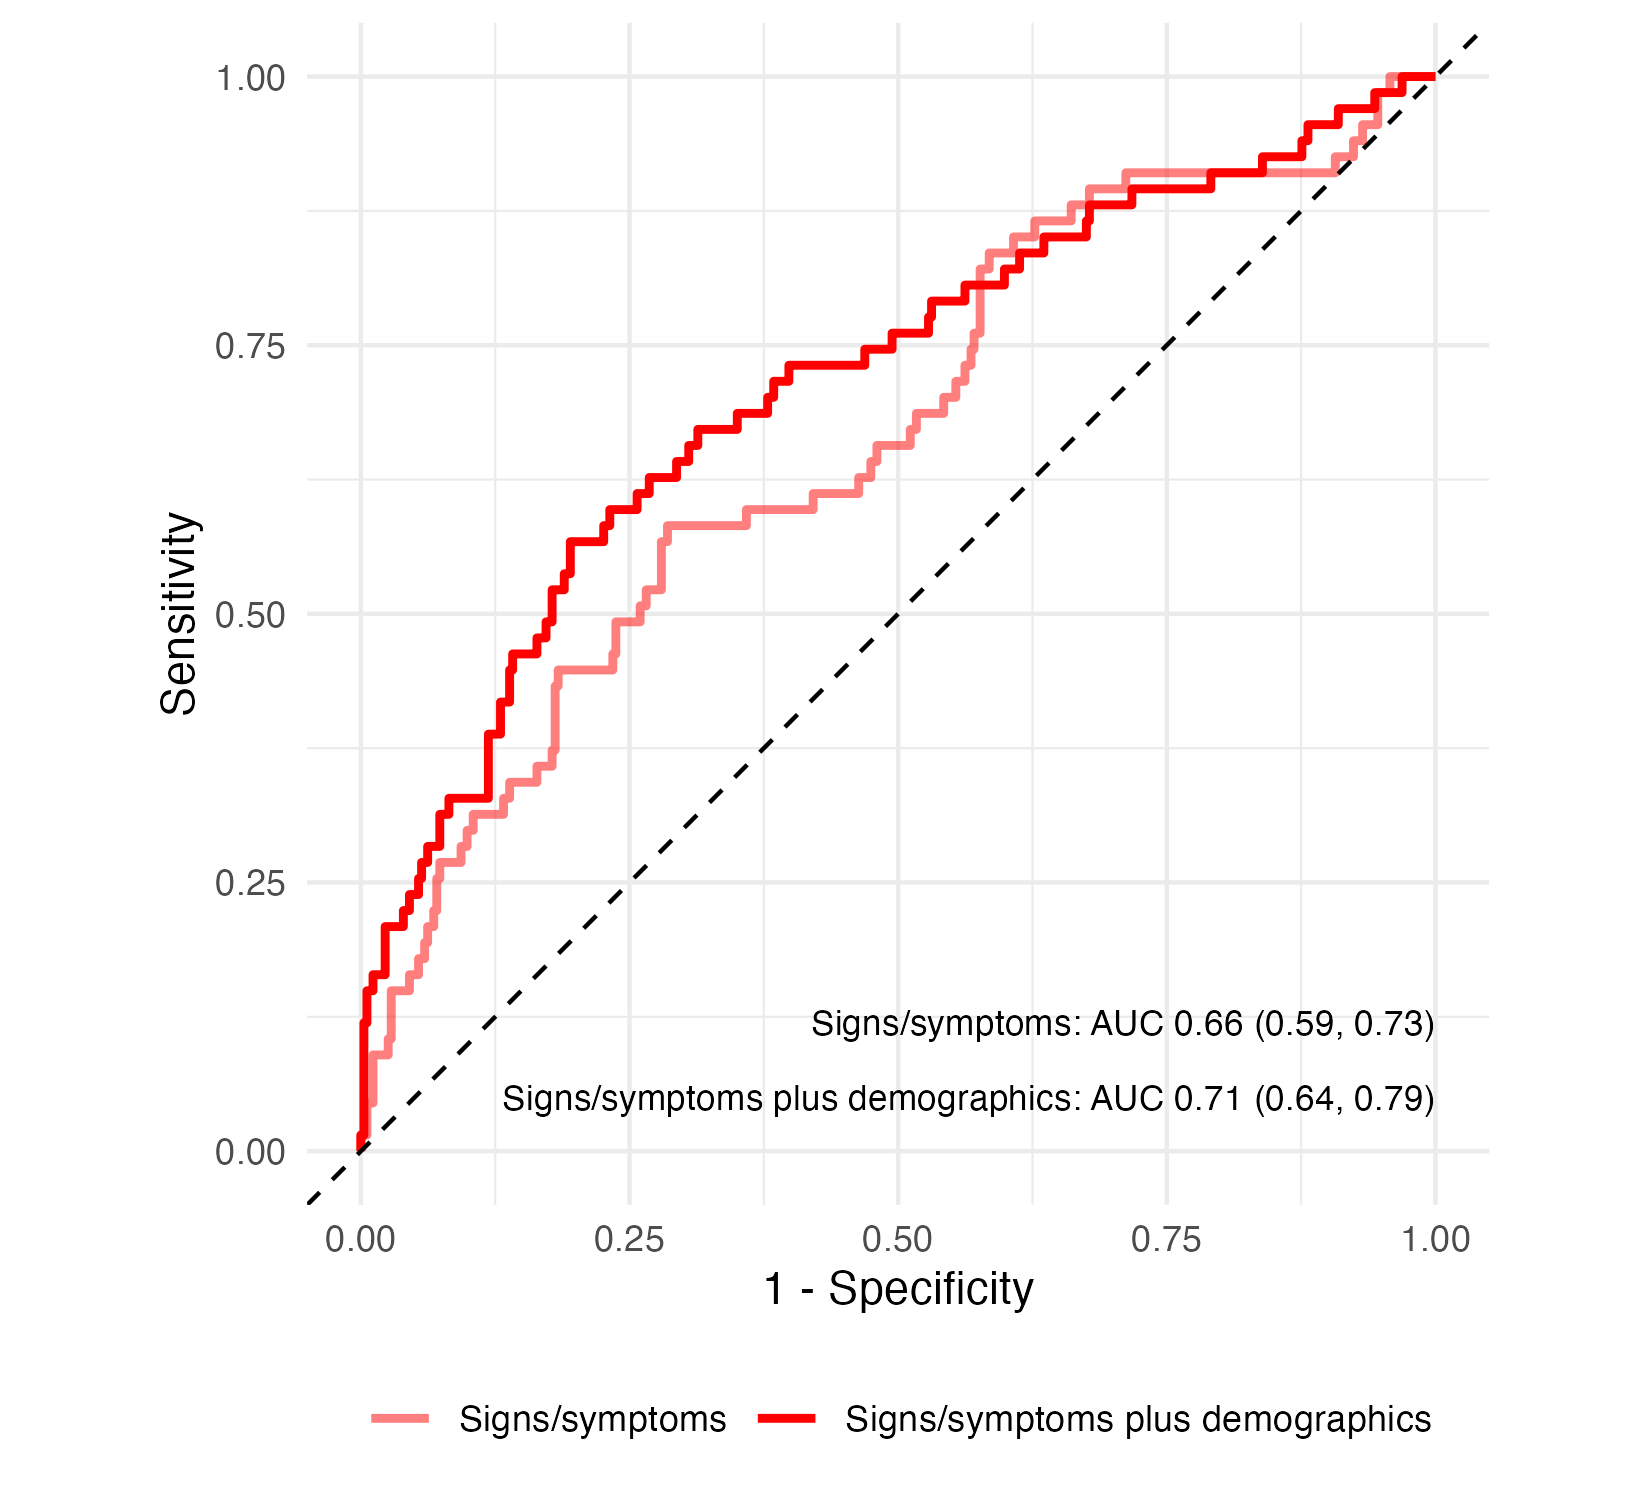 1.00
0.75
0.50
0.25
0.00
Sensitivity
Signs/symptoms: AUC 0.66 (0.59, 0.73)
Signs/symptoms plus demographics: AUC 0.71 (0.64, 0.79)
0.00 0.25 0.50 0.75 1.00
1 - Specificity
Signs/symptoms Signs/symptoms plus demographics